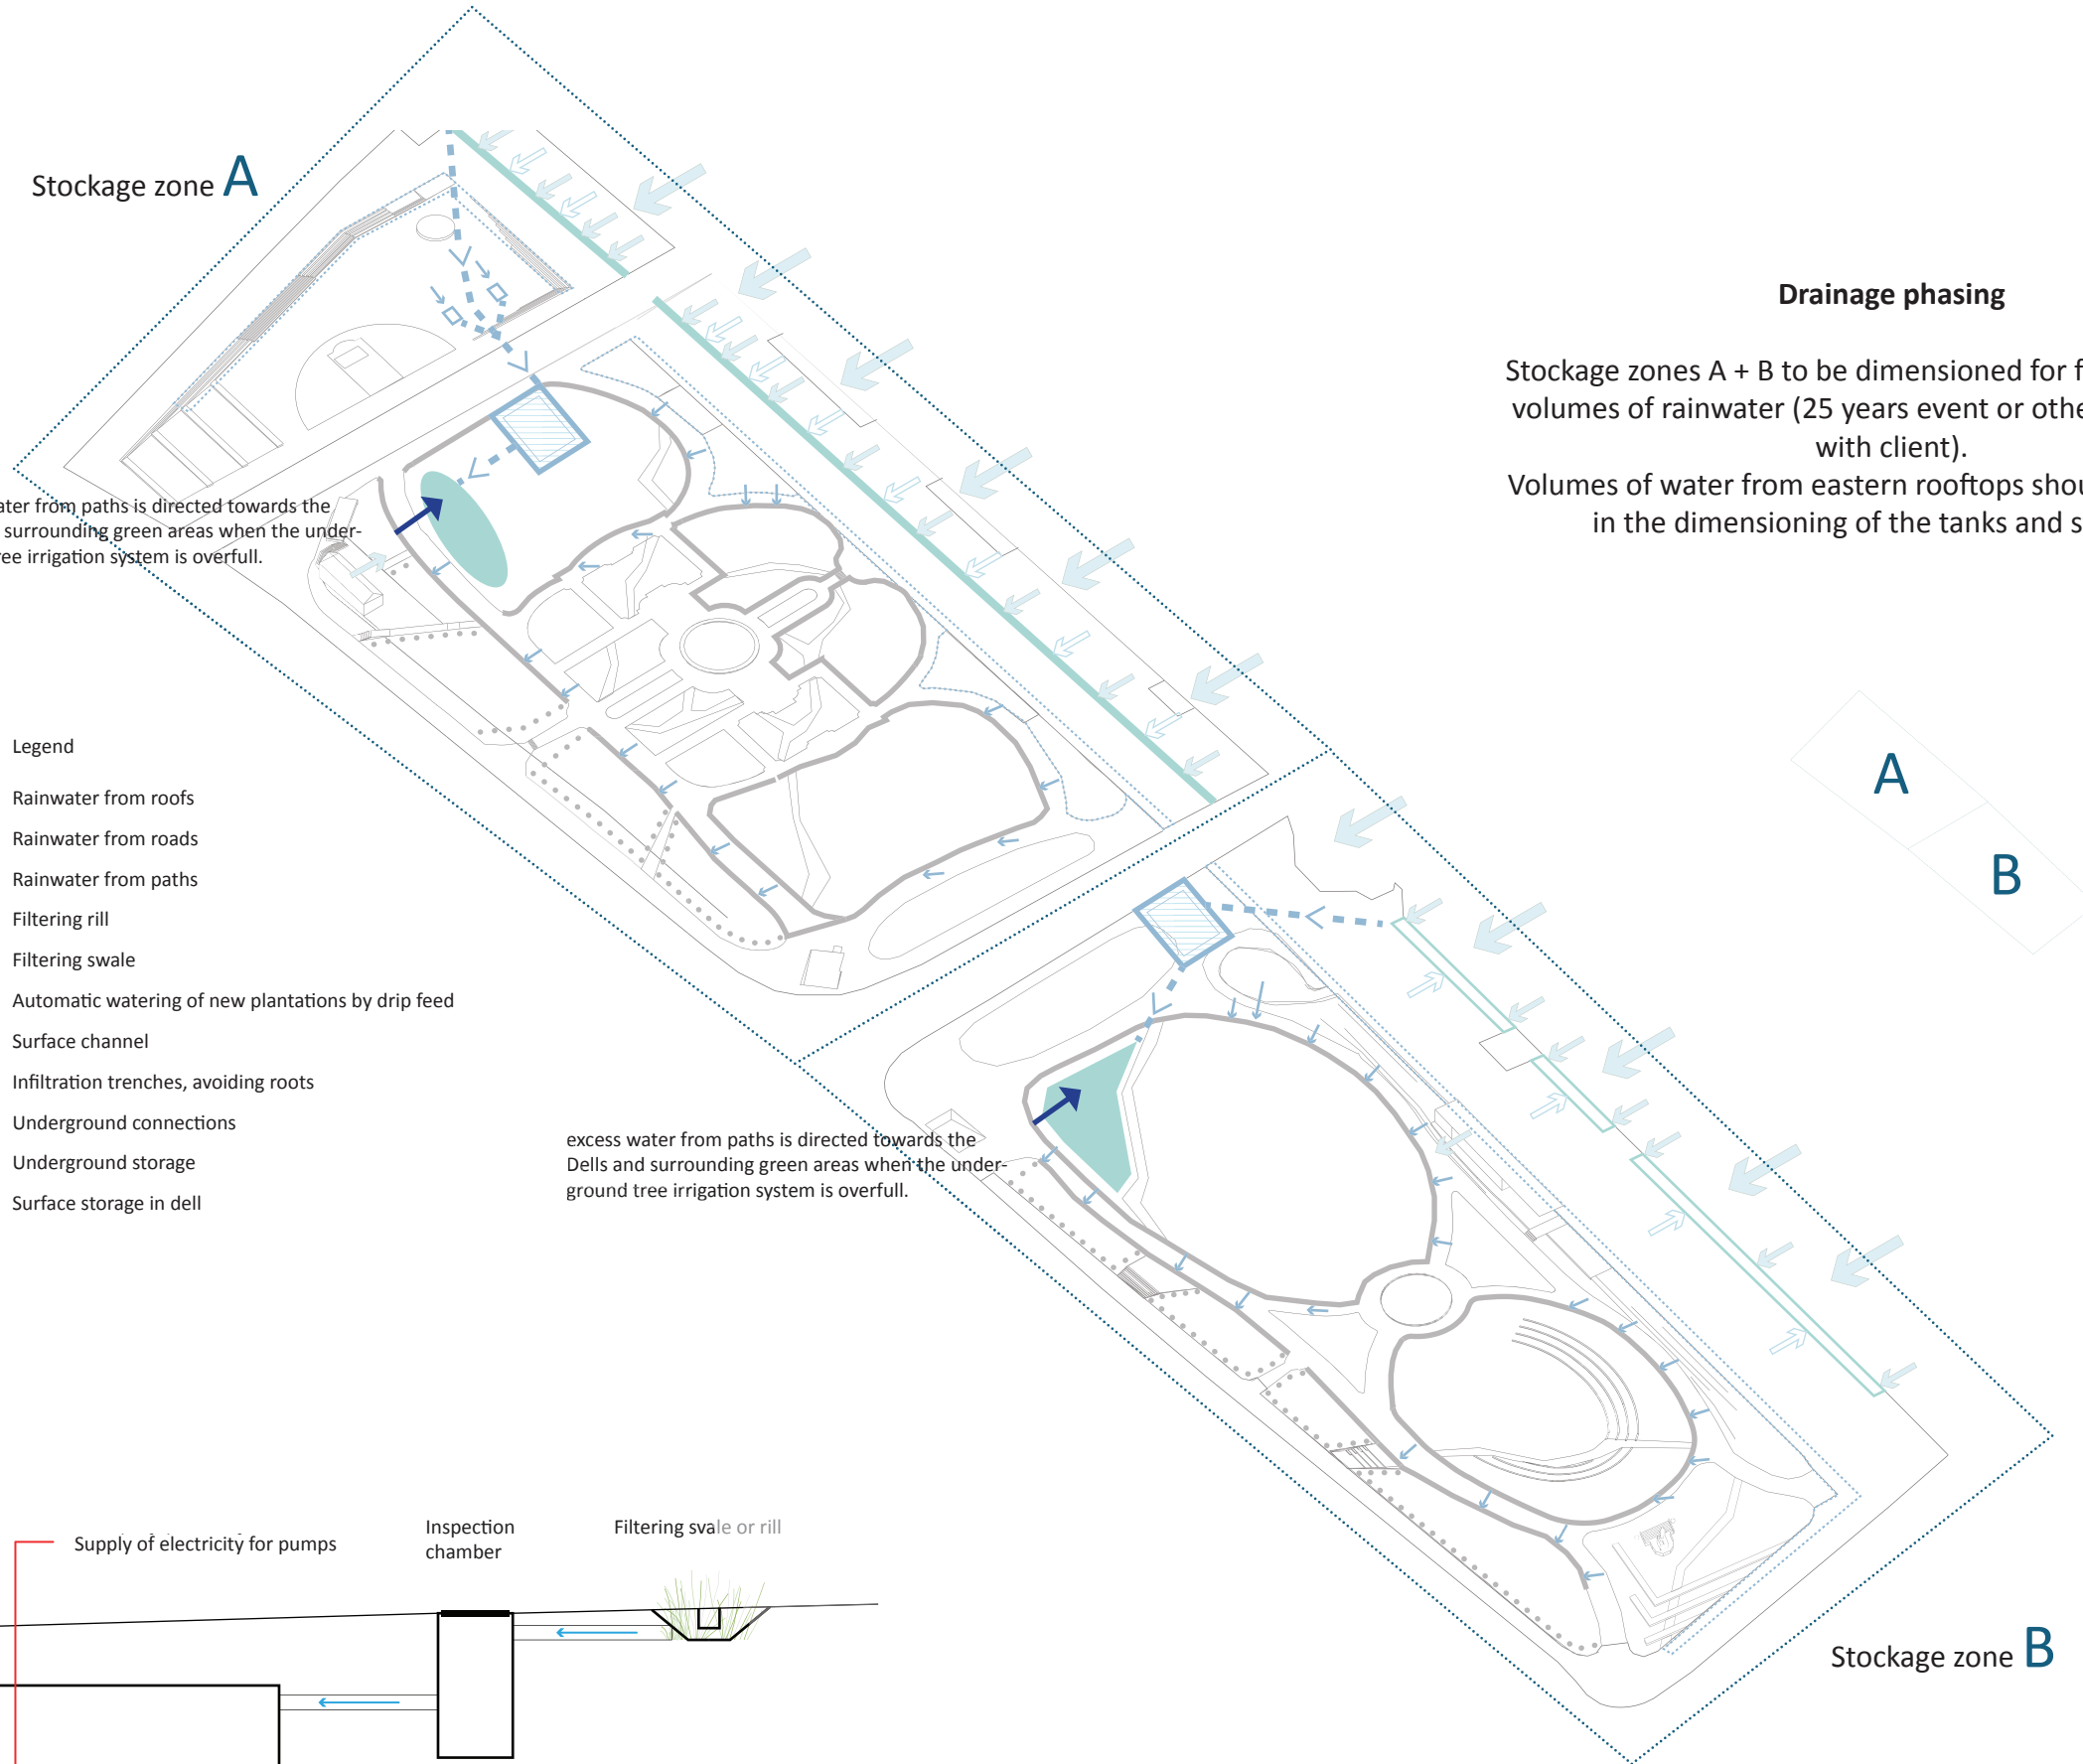 Stockage zone A
Drainage phasing
Stockage zones A + B to be dimensioned for
volumes of rainwater (25 years event or
with client).
Volumes of water from eastern rooftops
in the dimensioning of the tanks and
from paths is directed towards the
surrounding green areas when the under-
irrigation system is overfull.
A
B
Legend
Rainwater from roofs
Rainwater from roads
Rainwater from paths
Filtering rill
Filtering swale
Automatic watering of new plantations by drip feed
Surface channel
Infiltration trenches, avoiding roots
Underground connections
Underground storage
Surface storage in dell
excess water from paths is directed towards the
Dells and surrounding green areas when the under-
ground tree irrigation system is overfull.
Supply of electricity for pumps
Inspection
chamber
Filtering svale or rill
Stockage zone B